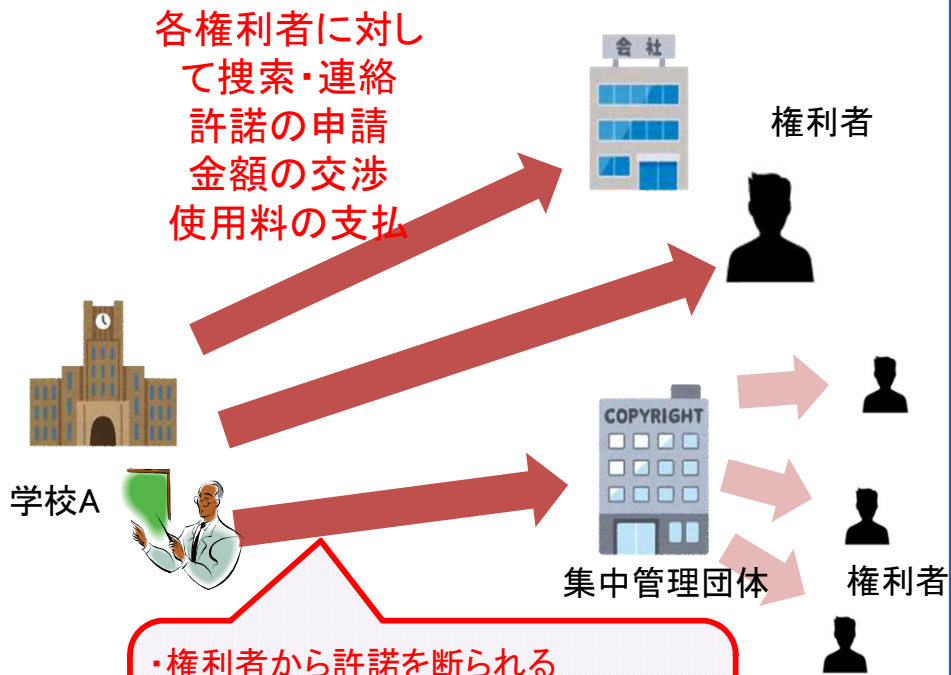 各権利者に対し
て捜索・連絡
許諾の申請
金額の交渉
使用料の支払
会社
権利者
COPYRIGHT
学校A
集中管理団体
権利者
・権利者から許諾を断られる